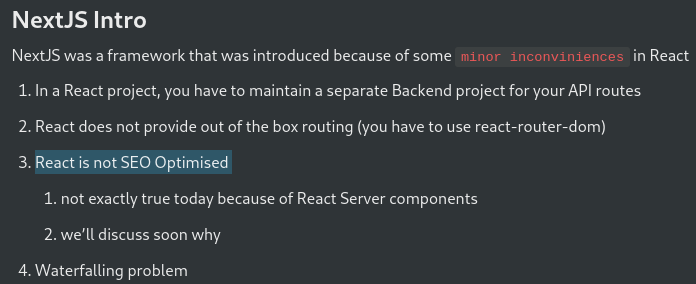 NextJS Intro
NextJS was a framework that was introduced because of some minor inconviniences in React
1. In a React project, you have to maintain a separate Backend project for your API routes
2. React does not provide out of the box routing (you have to use react-router-dom)
3. React is not SEO Optimised
1. not exactly true today because of React Server components
2. we’ll discuss soon why
4. Waterfalling problem